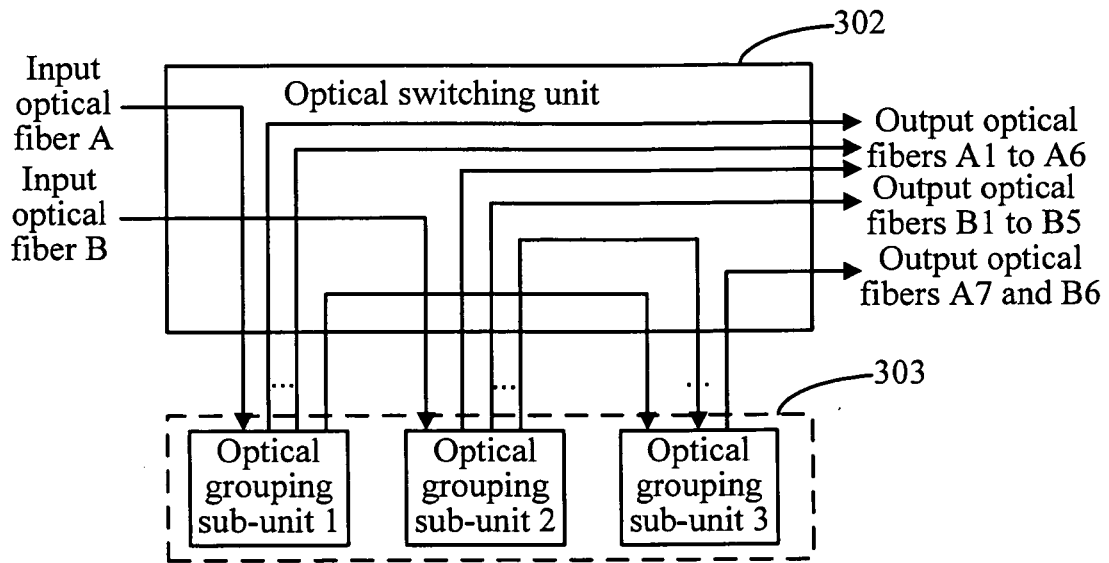 302
Input
optical
fiber A
Optical switching unit
Output optical
fibers A1 to A6
Input
optical
fiber B
Output optical
fibers B1 to B5
Output optical
fibers A7 and B6
...
...
...
303
Optical
grouping
sub-unit 1
Optical
grouping
sub-unit 2
Optical
grouping
sub-unit 3